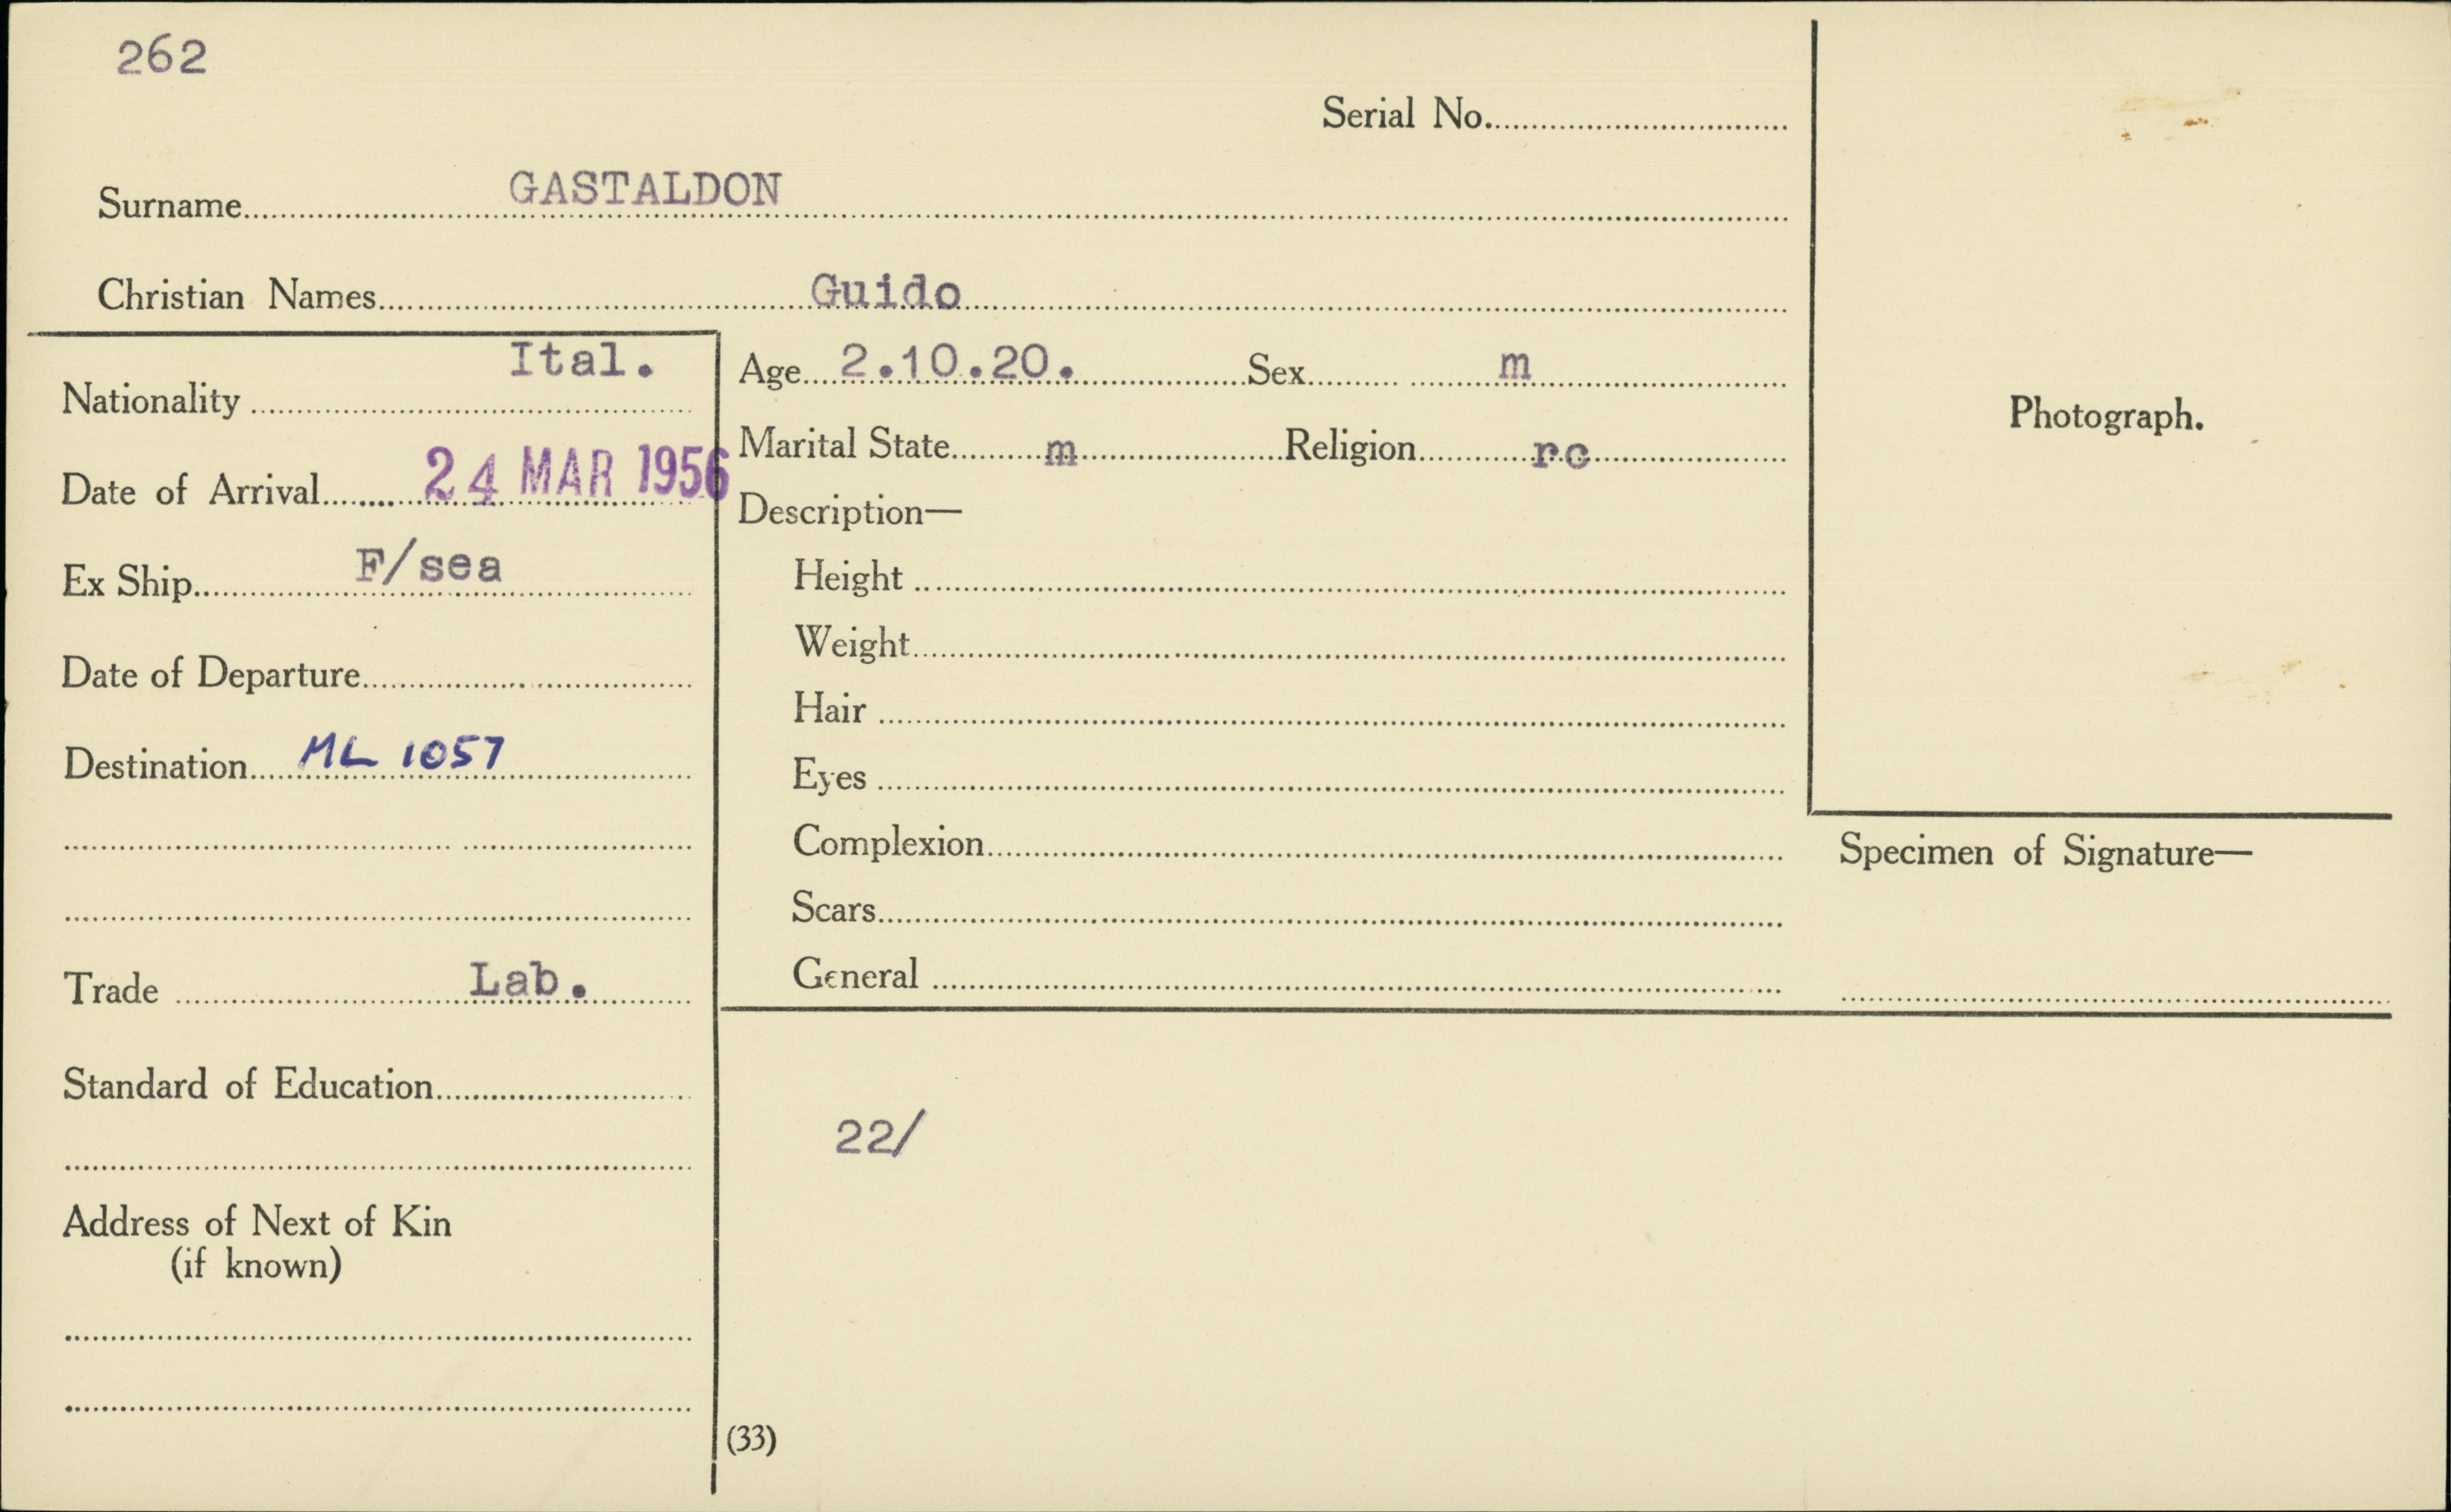 262
Serial No.
Surname GASTALDON
Christian Names Guido
Nationality Ital.
Date of Arrival 24 MAR 1956
Ex Ship F/sea
Date of Departure
Destination ML 1057
Trade Lab.
Standard of Education
Address of Next of Kin
(if known)
Age 2.10.20. Sex m
Marital State m Religion rc
Description—
Height
Weight
Hair
Eyes
Complexion
Scars
General
22/
(33)
Photograph.
Specimen of Signature—